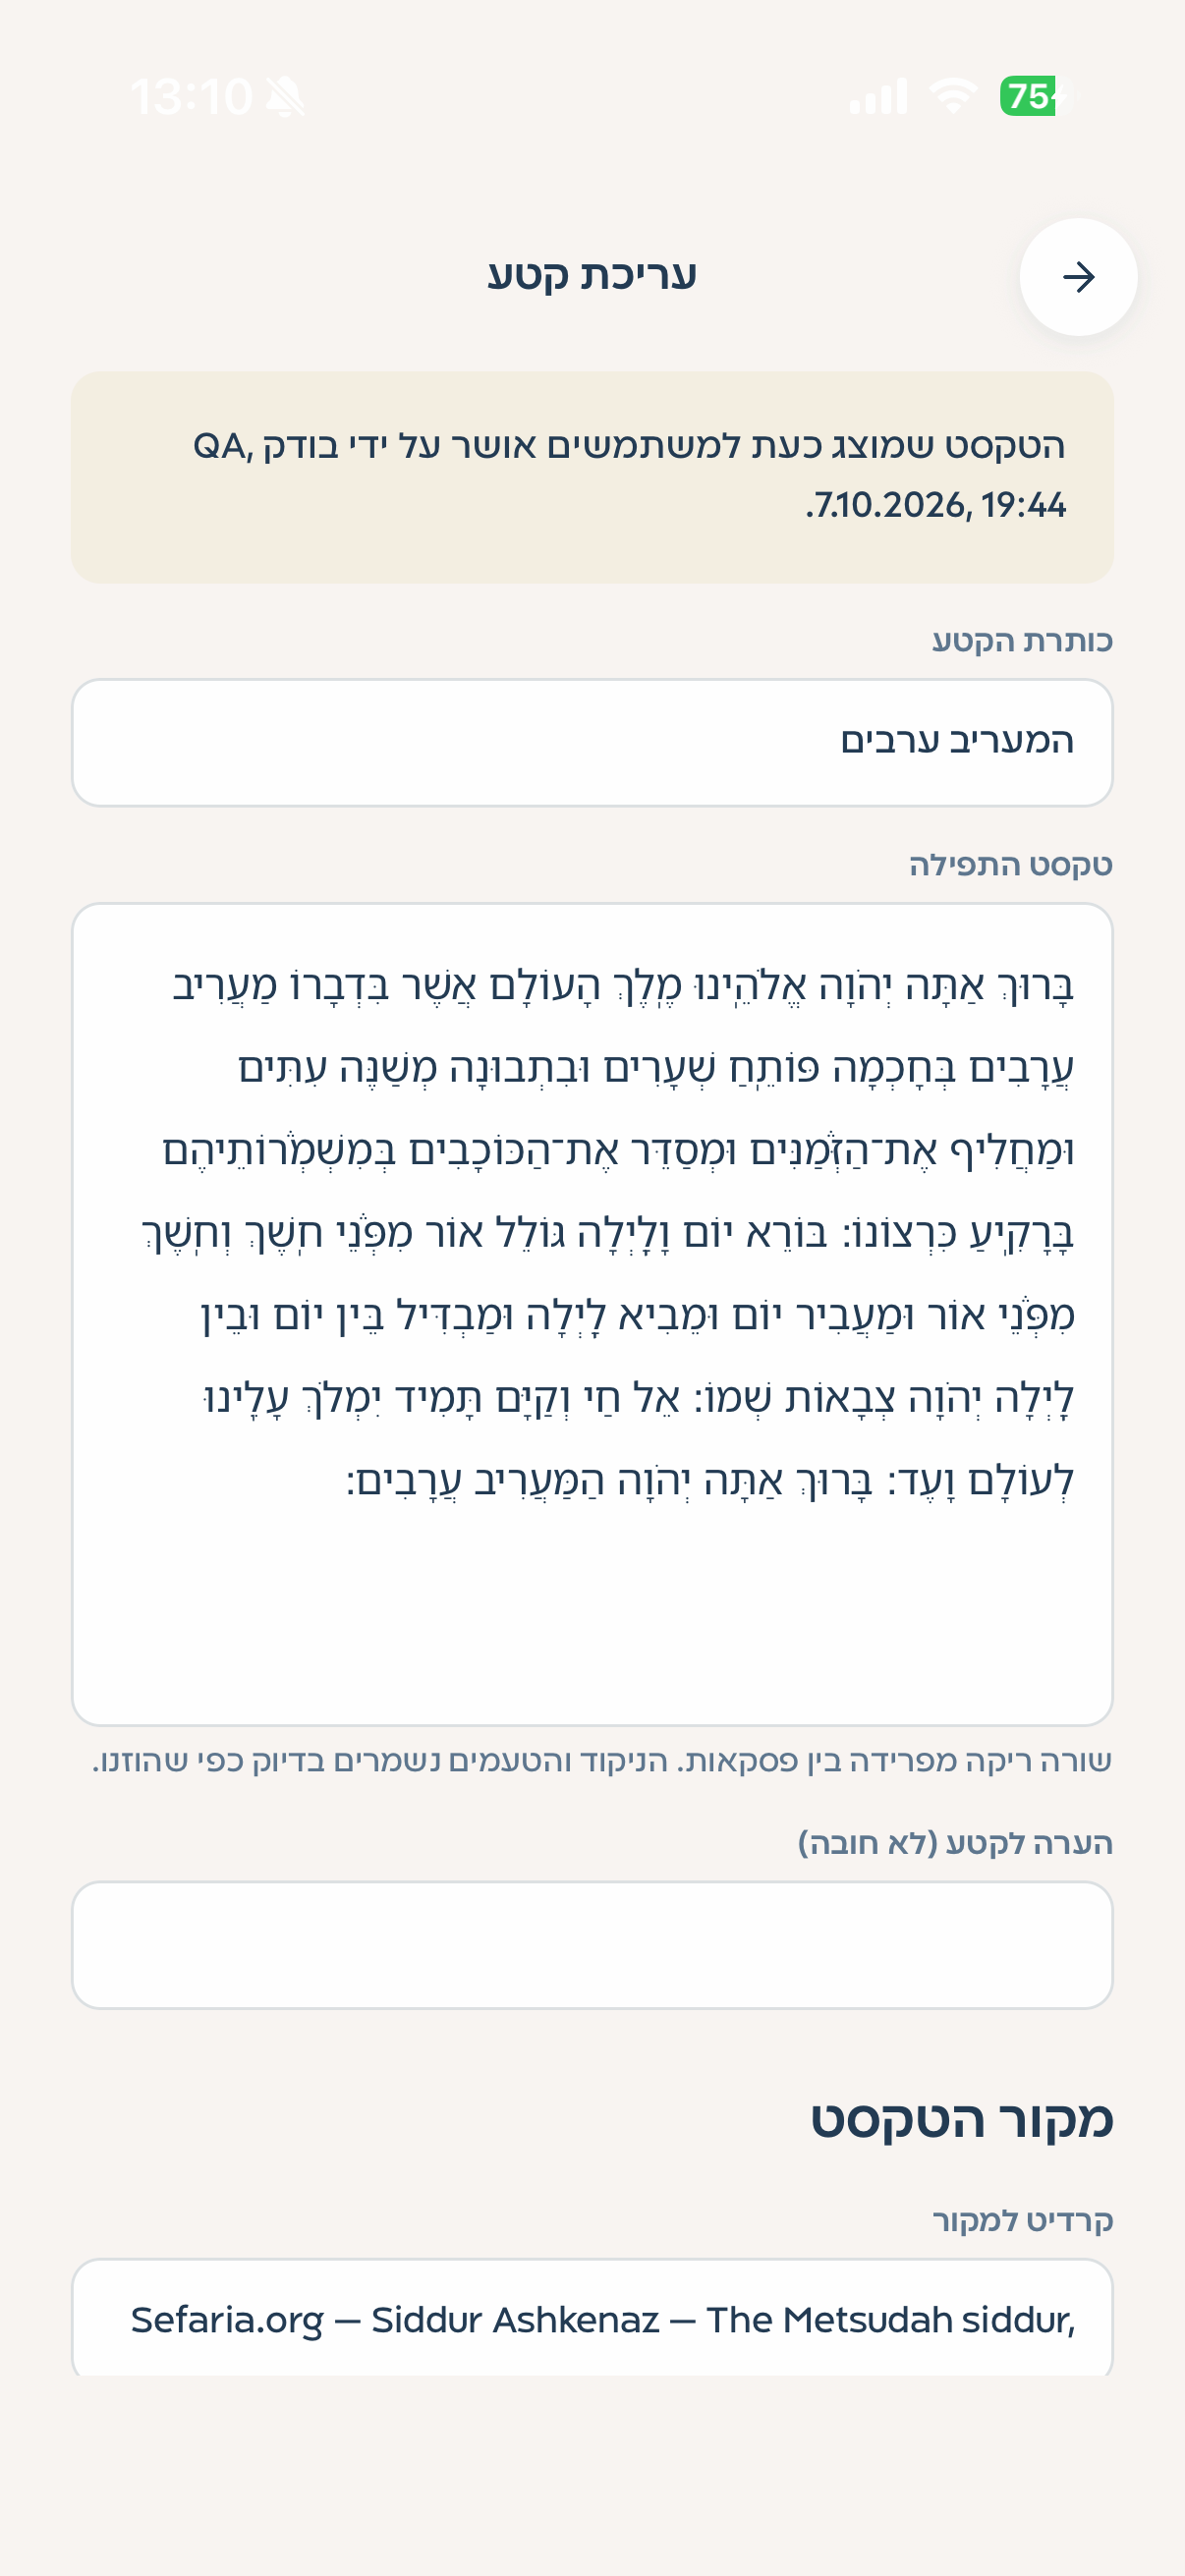 13:10
75
עריכת קטע
הטקסט שמוצג כעת למשתמשים אושר על ידי בודק QA,
7.10.2026, 19:44.
כותרת הקטע
המעריב ערבים
טקסט התפילה
בָּרוּךְ אַתָּה יְהֹוָה אֱלֹהֵֽינוּ מֶֽלֶךְ הָעוֹלָם אֲשֶׁר בִּדְבָרוֹ מַעֲרִיב
עֲרָבִים בְּחָכְמָה פּוֹתֵֽחַ שְׁעָרִים וּבִתְבוּנָה מְשַׁנֶּה עִתִּים
וּמַחֲלִיף אֶת־הַזְּ֒מַנִּים וּמְסַדֵּר אֶת־הַכּוֹכָבִים בְּמִשְׁמְ֒רוֹתֵיהֶם
בָּרָקִֽיעַ כִּרְצוֹנוֹ: בּוֹרֵא יוֹם וָלָֽיְלָה גּוֹלֵל אוֹר מִפְּ֒נֵי חֽשֶׁךְ וְחֽשֶׁךְ
מִפְּ֒נֵי אוֹר וּמַעֲבִיר יוֹם וּמֵבִיא לָֽיְלָה וּמַבְדִּיל בֵּין יוֹם וּבֵין
לָֽיְלָה יְהֹוָה צְבָאוֹת שְׁמוֹ: אֵל חַי וְקַיָּם תָּמִיד יִמְלֹךְ עָלֵֽינוּ
לְעוֹלָם וָעֶד: בָּרוּךְ אַתָּה יְהֹוָה הַמַּעֲרִיב עֲרָבִים:
שורה ריקה מפרידה בין פסקאות. הניקוד והטעמים נשמרים בדיוק כפי שהוזנו.
הערה לקטע (לא חובה)
מקור הטקסט
קרדיט למקור
Sefaria.org — Siddur Ashkenaz — The Metsudah siddur,